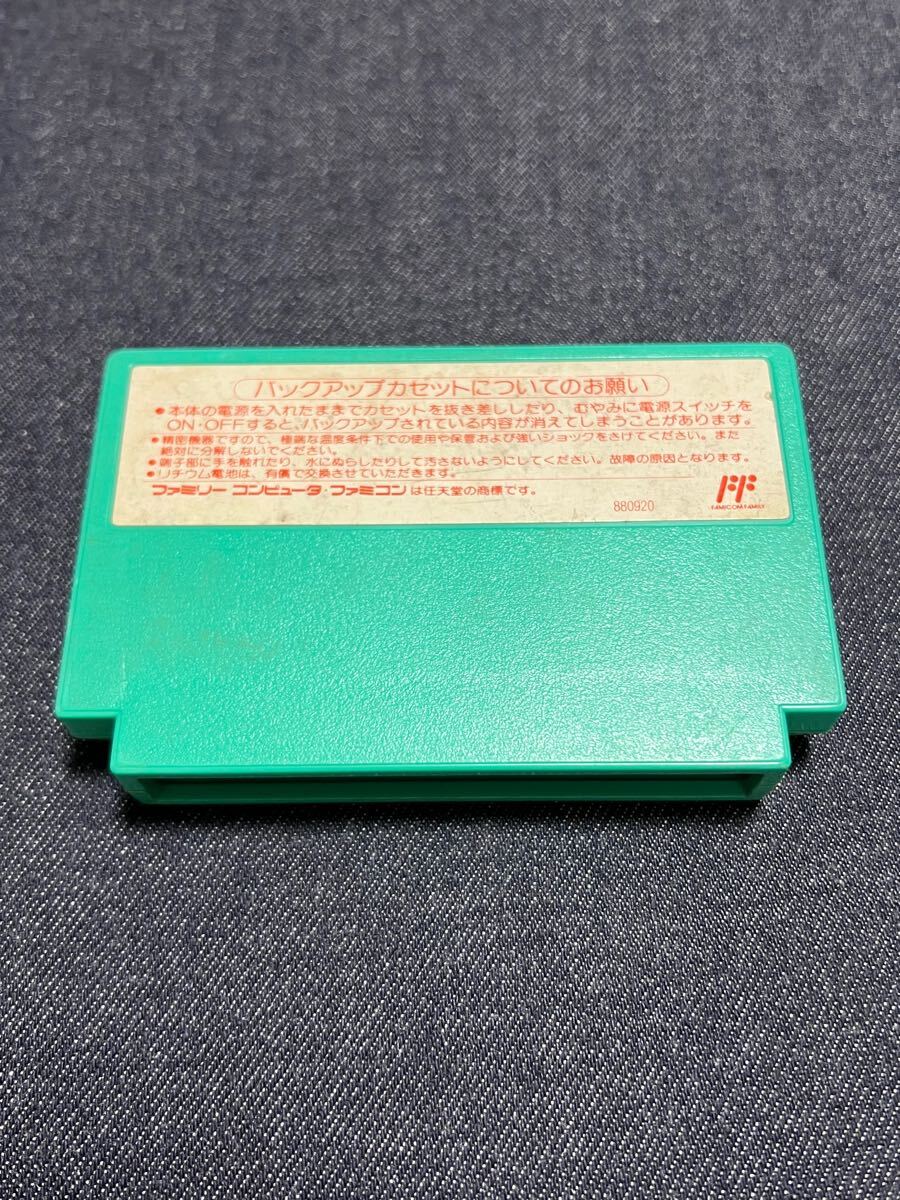 バックアップカセットについてのお願い
●本体の電源を入れたままでカセットを抜き差ししたり、むやみに電源スイッチを
ON・OFFすると、バックアップされている内容が消えてしまうことがあります。
●精密機器ですので、極端な温度条件下での使用や保管および強いショックをさけてください。また
絶対に分解しないでください。
●端子部に手を触れたり、水にぬらしたりして汚さないようにしてください。故障の原因となります。
●リチウム電池は、有償で交換させていただきます。
ファミリー コンピュータ・ファミコンは任天堂の商標です。
880920
FAMICOM FAMILY